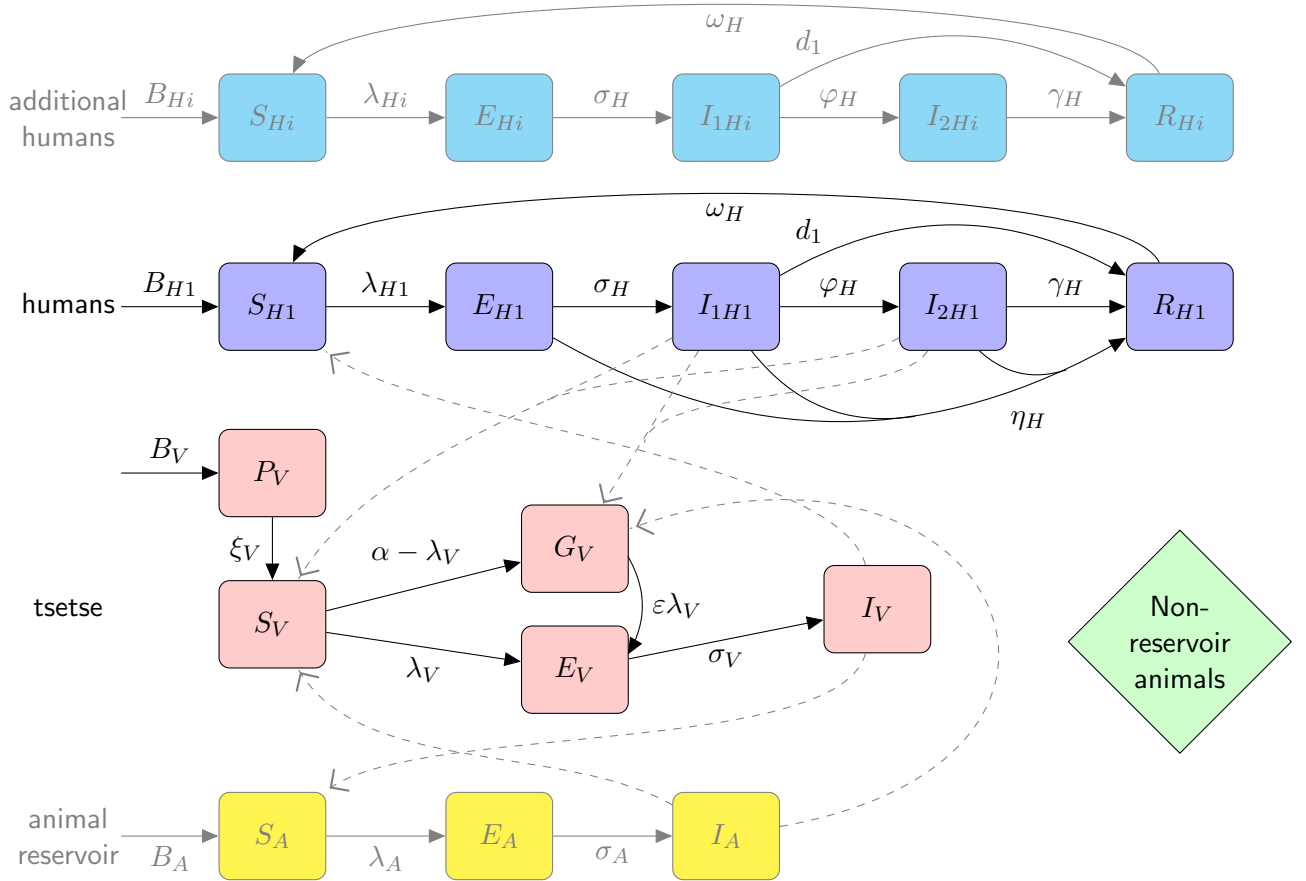 ω_H
d_1
additional
humans
B_{Hi}
S_{Hi}
λ_{Hi}
E_{Hi}
σ_H
I_{1Hi}
φ_H
I_{2Hi}
γ_H
R_{Hi}
ω_H
d_1
humans
B_{H1}
S_{H1}
λ_{H1}
E_{H1}
σ_H
I_{1H1}
φ_H
I_{2H1}
γ_H
R_{H1}
η_H
B_V
P_V
ξ_V
tsetse
S_V
α − λ_V
λ_V
G_V
ελ_V
E_V
σ_V
I_V
Non-
reservoir
animals
animal
reservoir
B_A
S_A
λ_A
E_A
σ_A
I_A